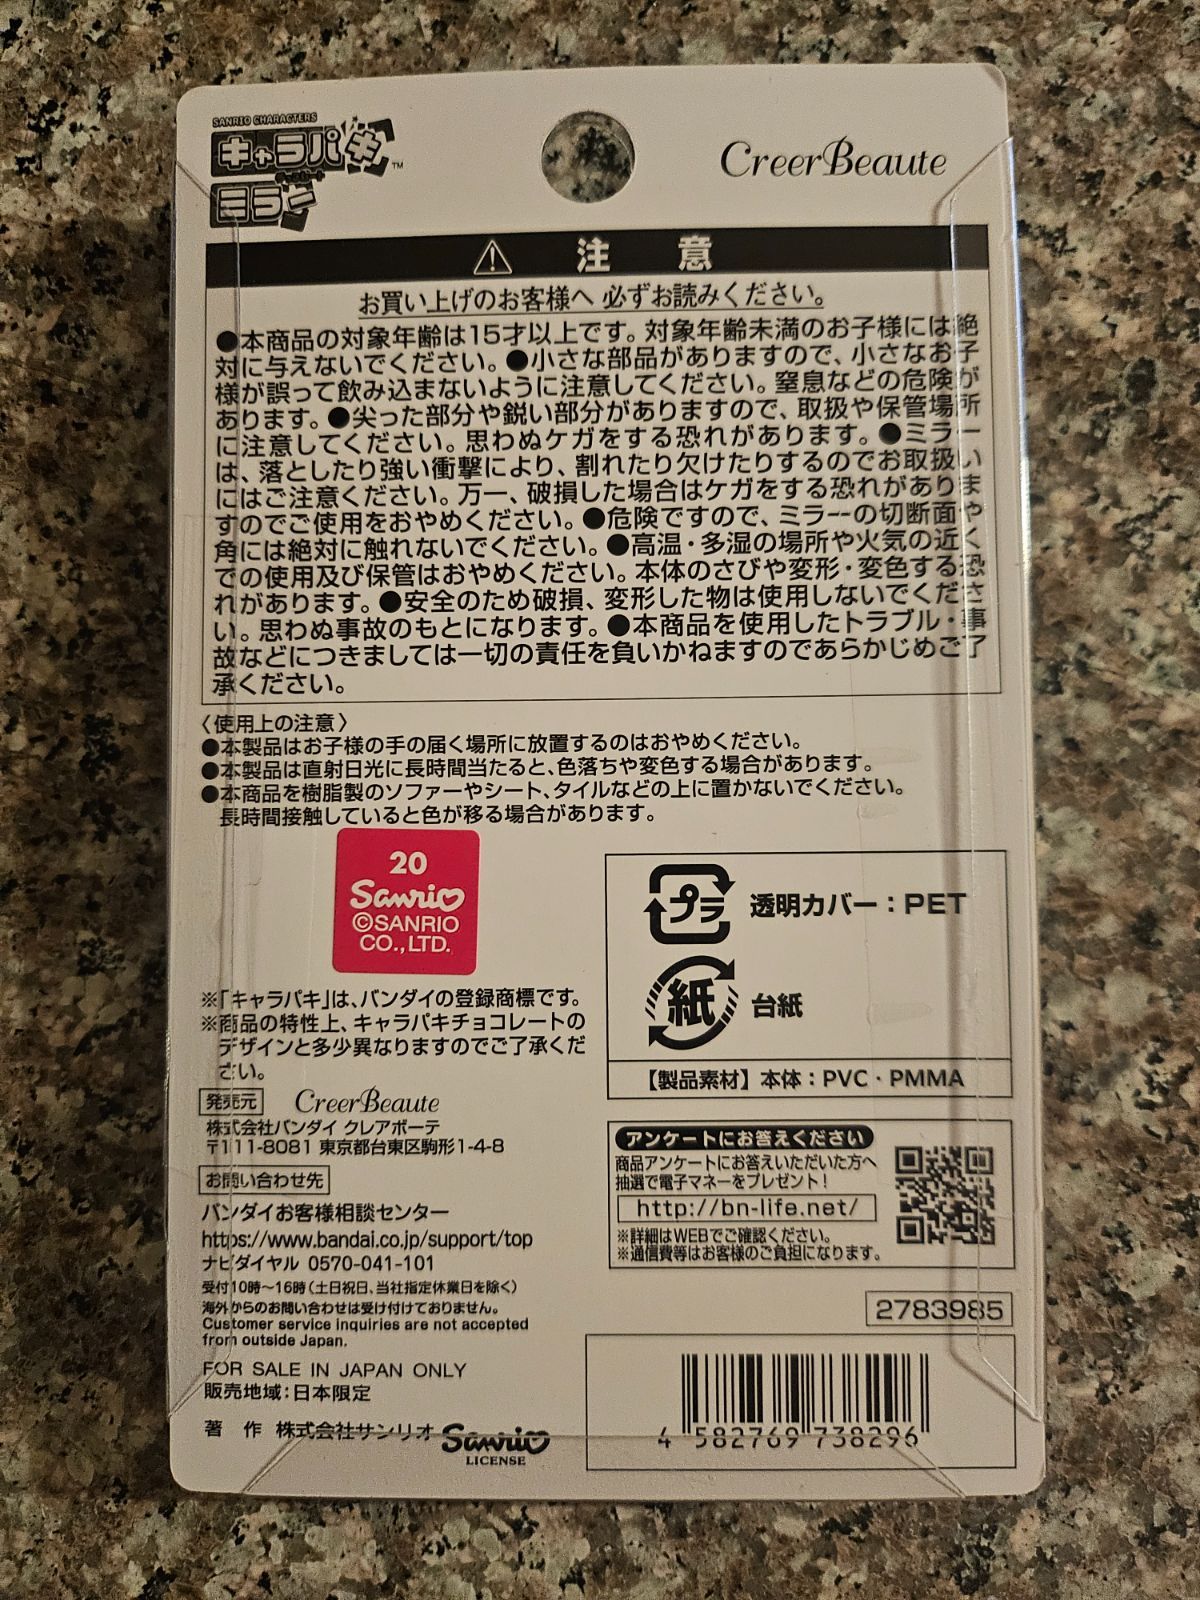 SANRIO CHARACTERS
キャラパキ™
ミラー
CreerBeaute
⚠ 注 意
お買い上げのお客様へ 必ずお読みください。
●本商品の対象年齢は15才以上です。対象年齢未満のお子様には絶
対に与えないでください。●小さな部品がありますので、小さなお子
様が誤って飲み込まないように注意してください。窒息などの危険が
あります。●尖った部分や鋭い部分がありますので、取扱や保管場所
に注意してください。思わぬケガをする恐れがあります。●ミラー
は、落としたり強い衝撃により、割れたり欠けたりするのでお取扱い
にはご注意ください。万一、破損した場合はケガをする恐れがありま
すのでご使用をおやめください。●危険ですので、ミラーの切断面や
角には絶対に触れないでください。●高温・多湿の場所や火気の近く
での使用及び保管はおやめください。本体のさびや変形・変色する恐
れがあります。●安全のため破損、変形した物は使用しないでくださ
い。思わぬ事故のもとになります。●本商品を使用したトラブル・事
故などにつきましては一切の責任を負いかねますのであらかじめご了
承ください。
〈使用上の注意〉
●本製品はお子様の手の届く場所に放置するのはおやめください。
●本製品は直射日光に長時間当たると、色落ちや変色する場合があります。
●本商品を樹脂製のソファーやシート、タイルなどの上に置かないでください。
長時間接触していると色が移る場合があります。
20
Sanrio
©SANRIO
CO.,LTD.
プラ 透明カバー：PET
紙 台紙
【製品素材】本体：PVC・PMMA
※「キャラパキ」は、バンダイの登録商標です。
※商品の特性上、キャラパキチョコレートの
デザインと多少異なりますのでご了承くだ
さい。
発売元 CreerBeaute
株式会社バンダイ クレアボーテ
〒111-8081 東京都台東区駒形1-4-8
お問い合わせ先
バンダイお客様相談センター
https://www.bandai.co.jp/support/top
ナビダイヤル 0570-041-101
受付10時〜16時(土日祝日、当社指定休業日を除く)
海外からのお問い合わせは受け付けておりません。
Customer service inquiries are not accepted
from outside Japan.
FOR SALE IN JAPAN ONLY
販売地域：日本限定
著 作 株式会社サンリオ Sanrio
LICENSE
アンケートにお答えください
商品アンケートにお答えいただいた方へ
抽選で電子マネーをプレゼント！
http://bn-life.net/
※詳細はWEBでご確認ください。
※通信費等はお客様のご負担になります。
2783985
4 582769 738296